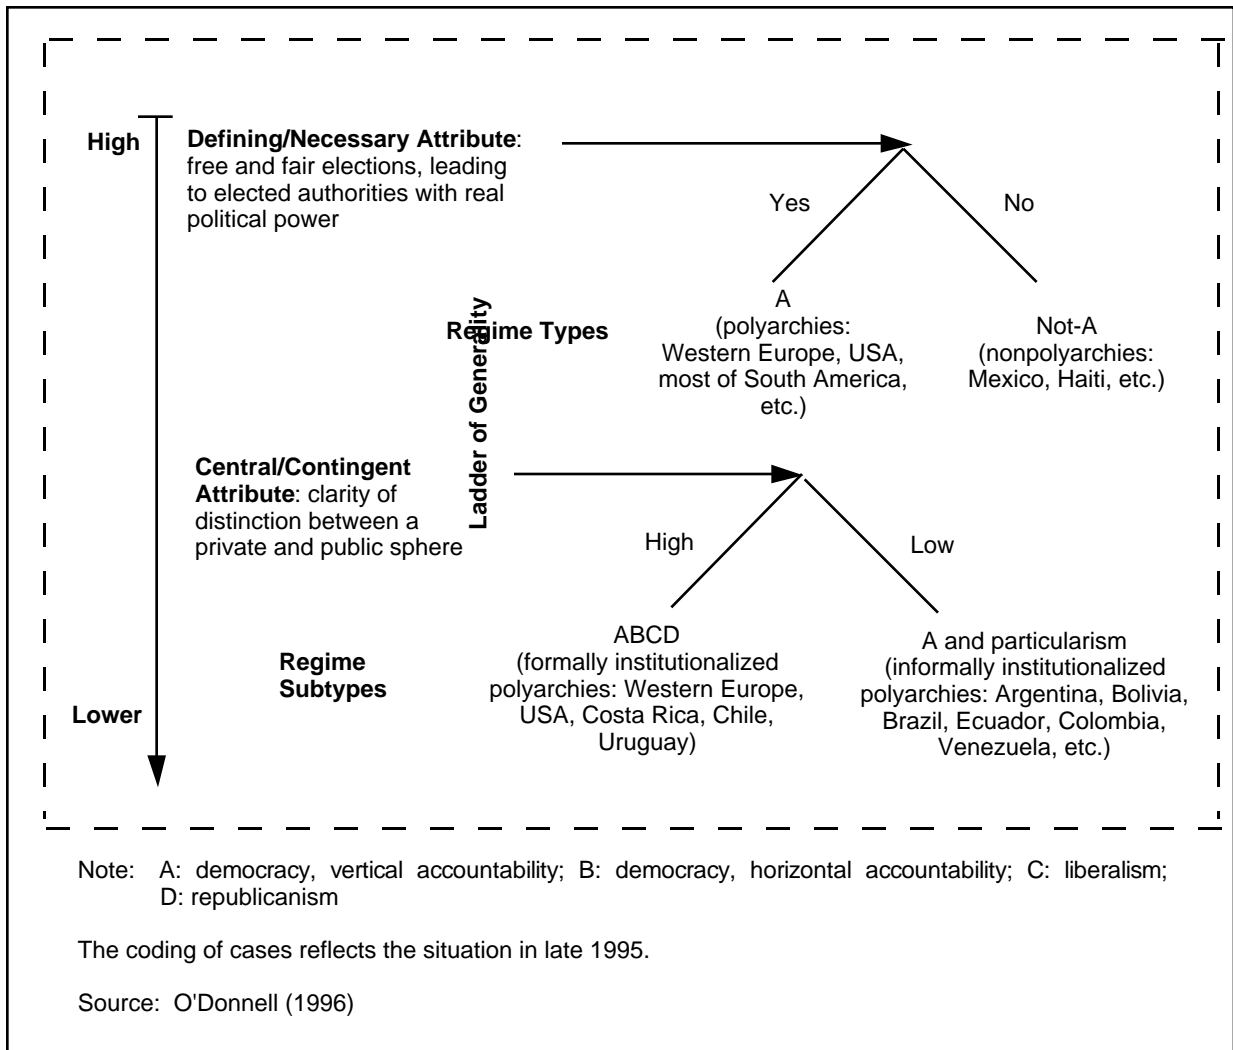 High
Defining/Necessary Attribute:
free and fair elections, leading
to elected authorities with real
political power
Yes
No
Regime Types
Ladder of Generality
A
(polyarchies:
Western Europe, USA,
most of South America,
etc.)
Not-A
(nonpolyarchies:
Mexico, Haiti, etc.)
Central/Contingent
Attribute: clarity of
distinction between a
private and public sphere
High
Low
Regime
Subtypes
ABCD
(formally institutionalized
polyarchies: Western Europe,
USA, Costa Rica, Chile,
Uruguay)
A and particularism
(informally institutionalized
polyarchies: Argentina, Bolivia,
Brazil, Ecuador, Colombia,
Venezuela, etc.)
Lower
Note: A: democracy, vertical accountability; B: democracy, horizontal accountability; C: liberalism;
D: republicanism
The coding of cases reflects the situation in late 1995.
Source: O'Donnell (1996)